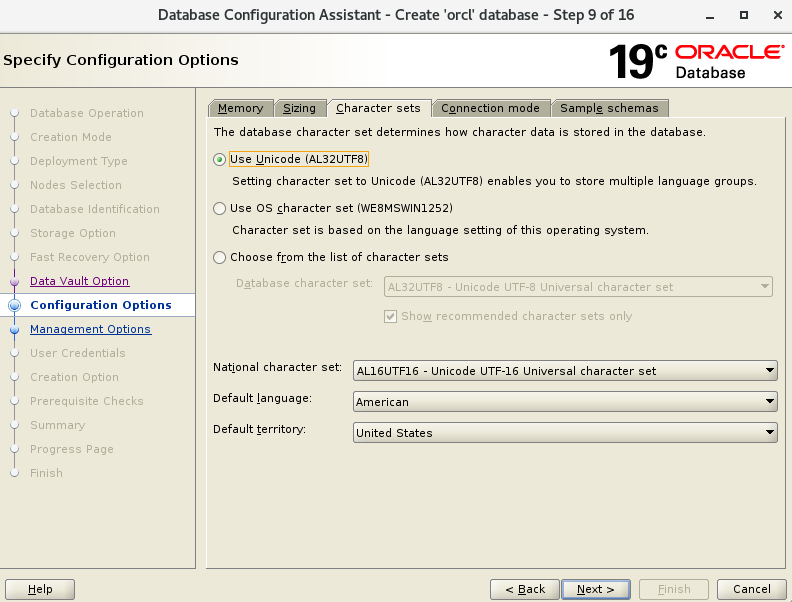 Database Configuration Assistant - Create 'orcl' database - Step 9 of 16
Specify Configuration Options
19c ORACLE
Database
Database Operation
Creation Mode
Deployment Type
Nodes Selection
Database Identification
Storage Option
Fast Recovery Option
Data Vault Option
Configuration Options
Management Options
User Credentials
Creation Option
Prerequisite Checks
Summary
Progress Page
Finish
Memory Sizing Character sets Connection mode Sample schemas
The database character set determines how character data is stored in the database.
Use Unicode (AL32UTF8)
Setting character set to Unicode (AL32UTF8) enables you to store multiple language groups.
Use OS character set (WE8MSWIN1252)
Character set is based on the language setting of this operating system.
Choose from the list of character sets
Database character set: AL32UTF8 - Unicode UTF-8 Universal character set
Show recommended character sets only
National character set: AL16UTF16 - Unicode UTF-16 Universal character set
Default language: American
Default territory: United States
Help < Back Next > Finish Cancel